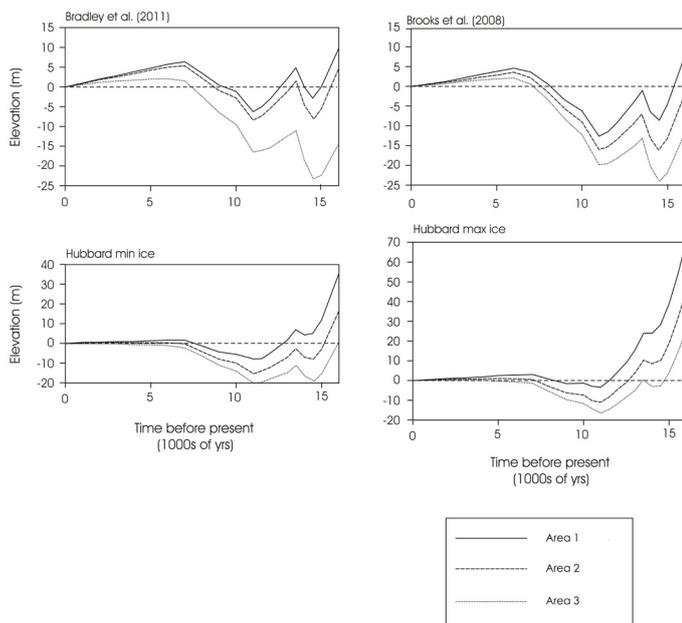 Bradley et al. (2011)
15
10
5
0
-5
-10
-15
-20
-25
Elevation (m)
0 5 10 15
Brooks et al. (2008)
15
10
5
0
-5
-10
-15
-20
-25
0 5 10 15
Hubbard min ice
40
30
20
10
0
-10
-20
Elevation (m)
0 5 10 15
Time before present
(1000s of yrs)
Hubbard max ice
70
60
50
40
30
20
10
0
-10
-20
0 5 10 15
Time before present
(1000s of yrs)
Area 1
Area 2
Area 3